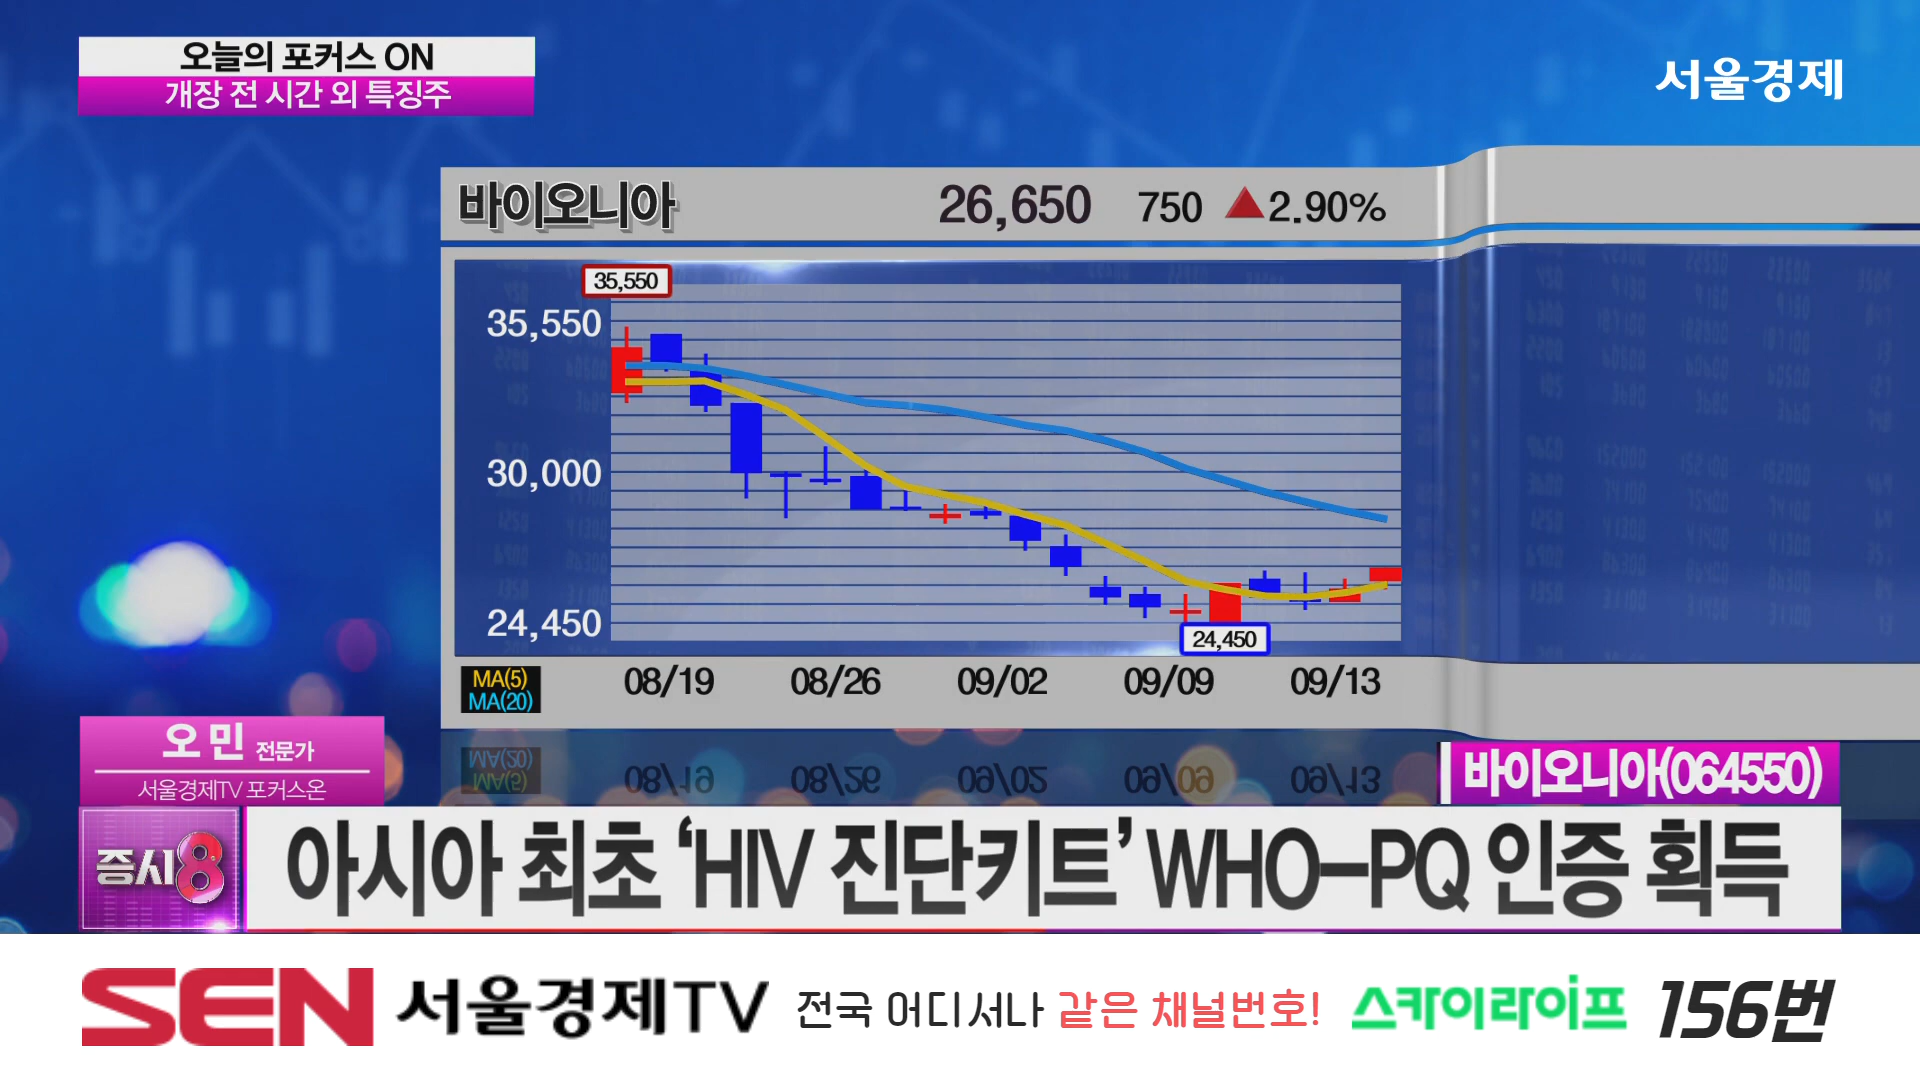 오늘의 포커스 ON
개장 전 시간 외 특징주
서울경제
바이오니아 26,650 750 ▲2.90%
35,550
35,550
30,000
24,450
24,450
MA(5)
MA(20)
08/19 08/26 09/02 09/09 09/13
오민 전문가
서울경제TV 포커스온
바이오니아(064550)
증시8
아시아 최초 ‘HIV 진단키트’ WHO-PQ 인증 획득
SEN 서울경제TV 전국 어디서나 같은 채널번호! 스카이라이프 156번